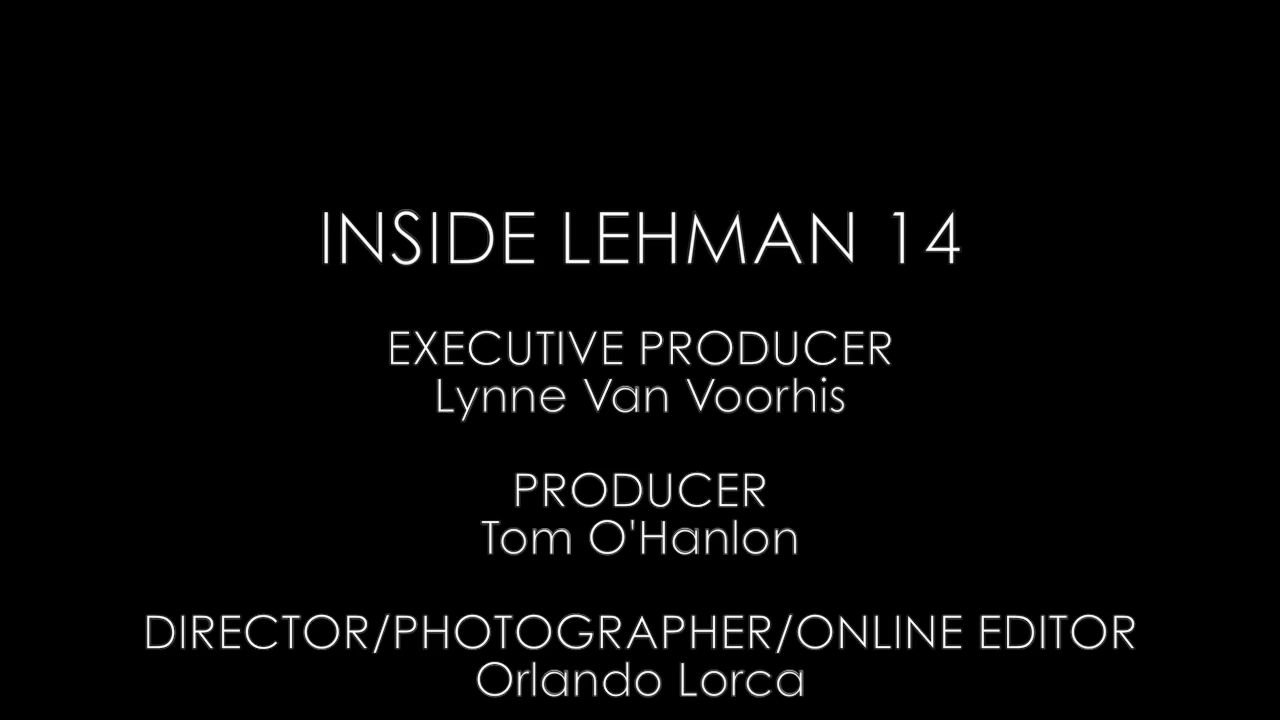 INSIDE LEHMAN 14
EXECUTIVE PRODUCER
Lynne Van Voorhis
PRODUCER
Tom O'Hanlon
DIRECTOR/PHOTOGRAPHER/ONLINE EDITOR
Orlando Lorca